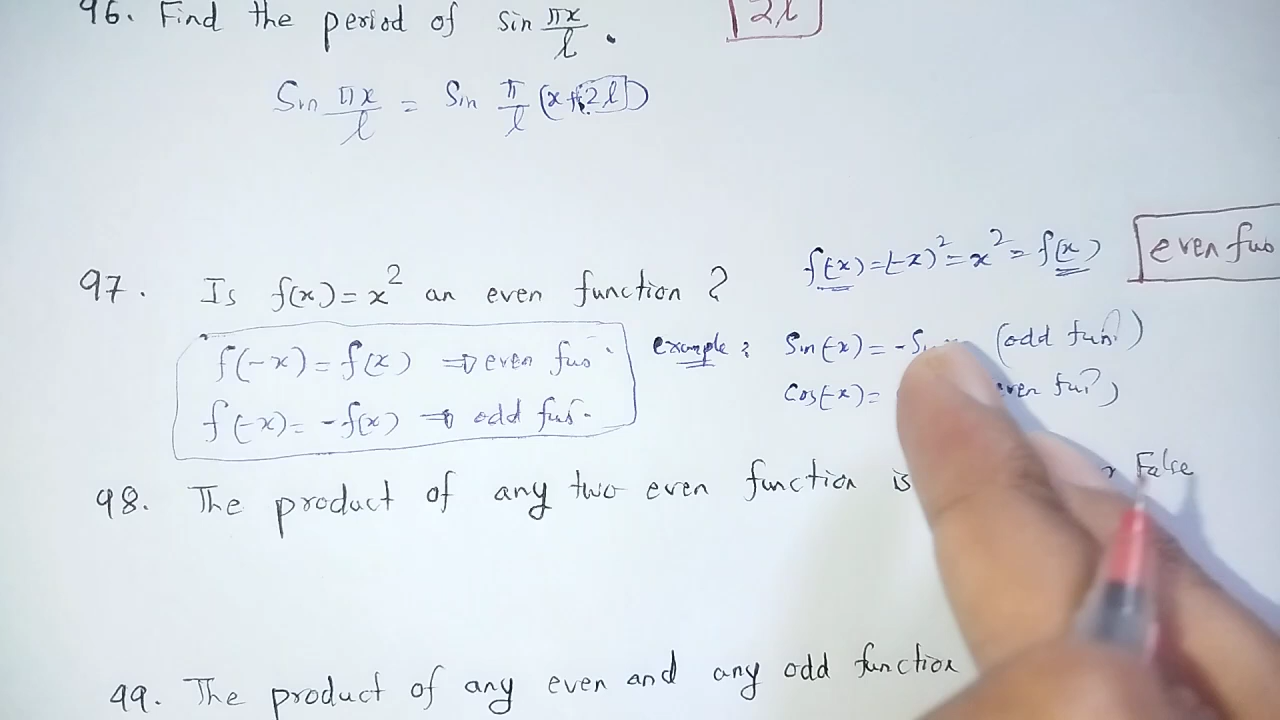 96. Find the period of sin πx/l . 2l
Sin πx/l = Sin π/l (x+2l)
97. Is f(x) = x² an even function ? f(-x) = (-x)² = x² = f(x) even fun
f(-x) = f(x) ⇒ even fun.
f(-x) = -f(x) ⇒ odd fun.
example : Sin(-x) = -Sin (odd fun.)
Cos(-x) = even fun.)
98. The product of any two even function is False
99. The product of any even and any odd function